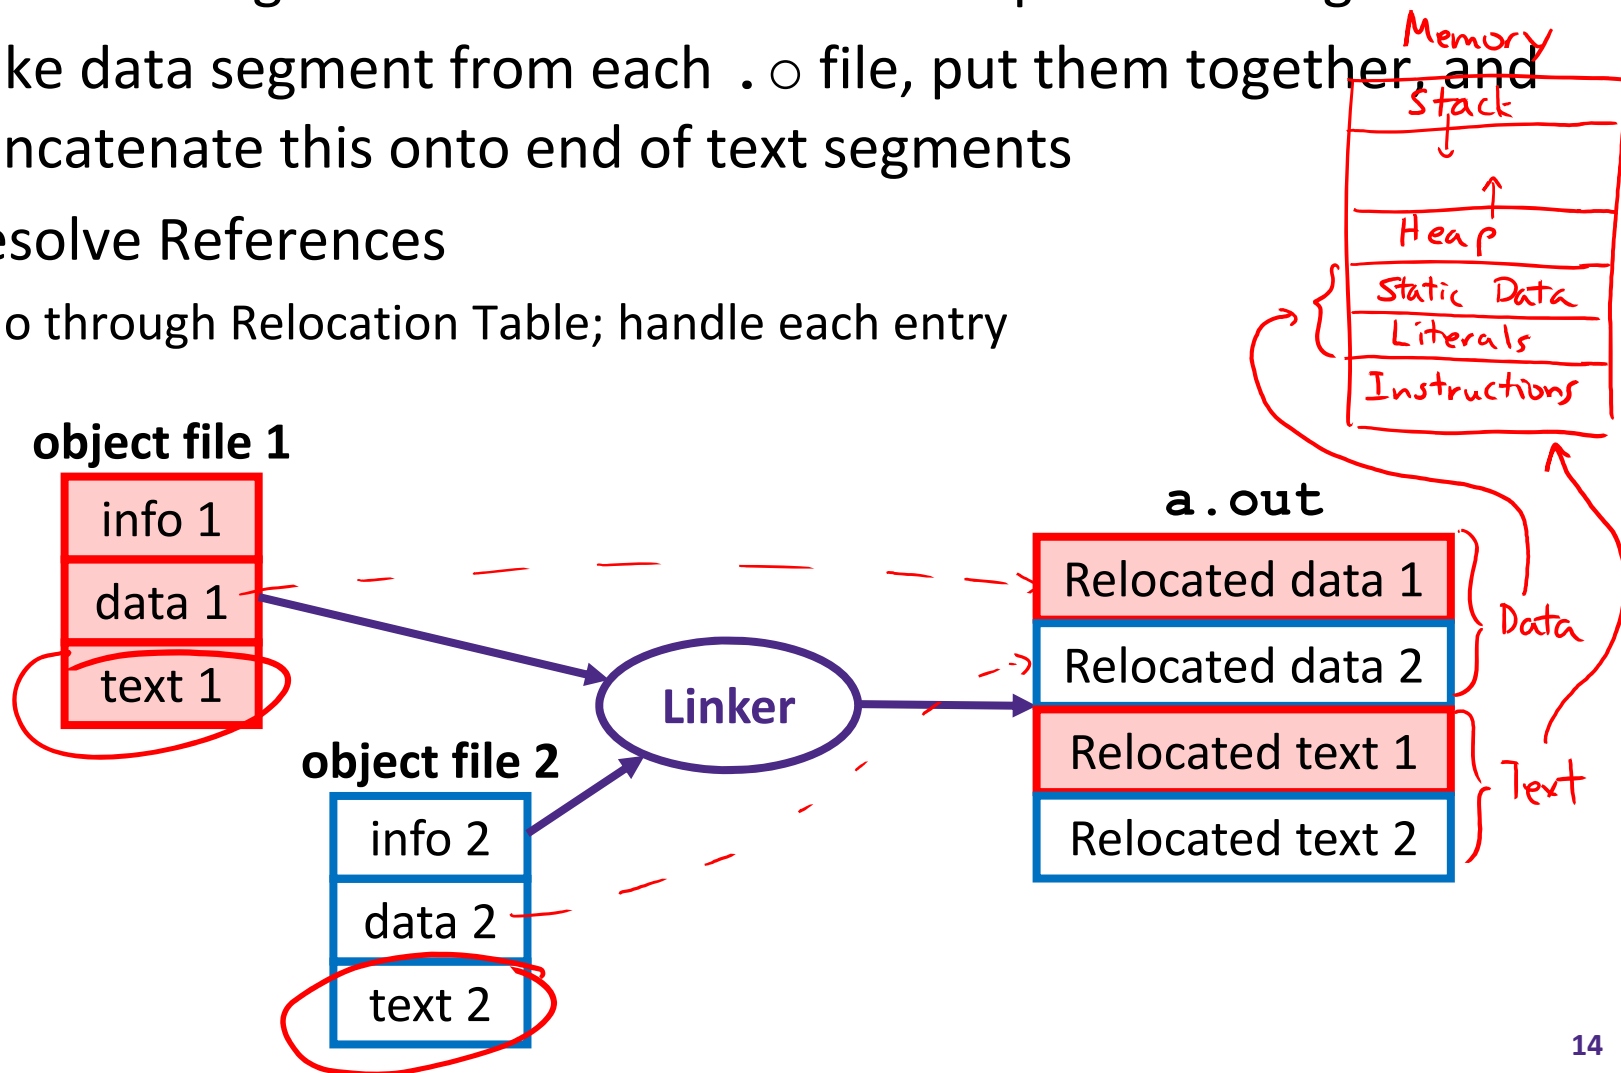 Memory
ke data segment from each .o file, put them together, and
ncatenate this onto end of text segments
esolve References
o through Relocation Table; handle each entry
Stack
Heap
Static Data
Literals
Instructions
object file 1
info 1
data 1
text 1
object file 2
info 2
data 2
text 2
Linker
a.out
Relocated data 1
Relocated data 2
Relocated text 1
Relocated text 2
Data
Text
14